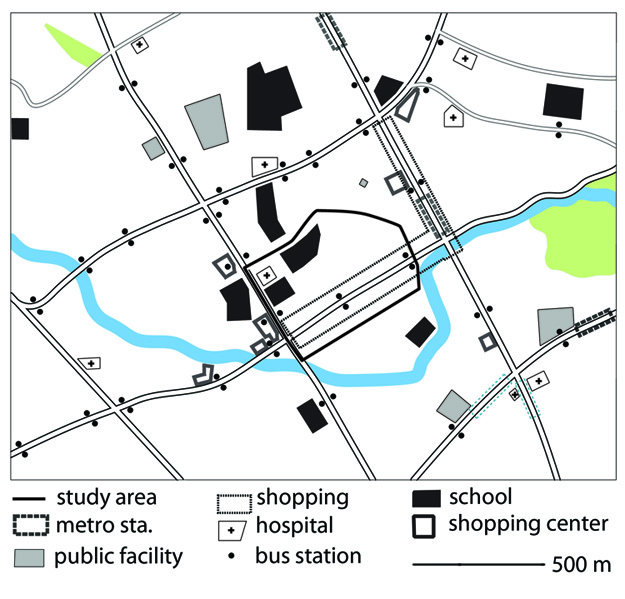 study area
shopping
school
metro sta.
hospital
shopping center
public facility
bus station
500 m